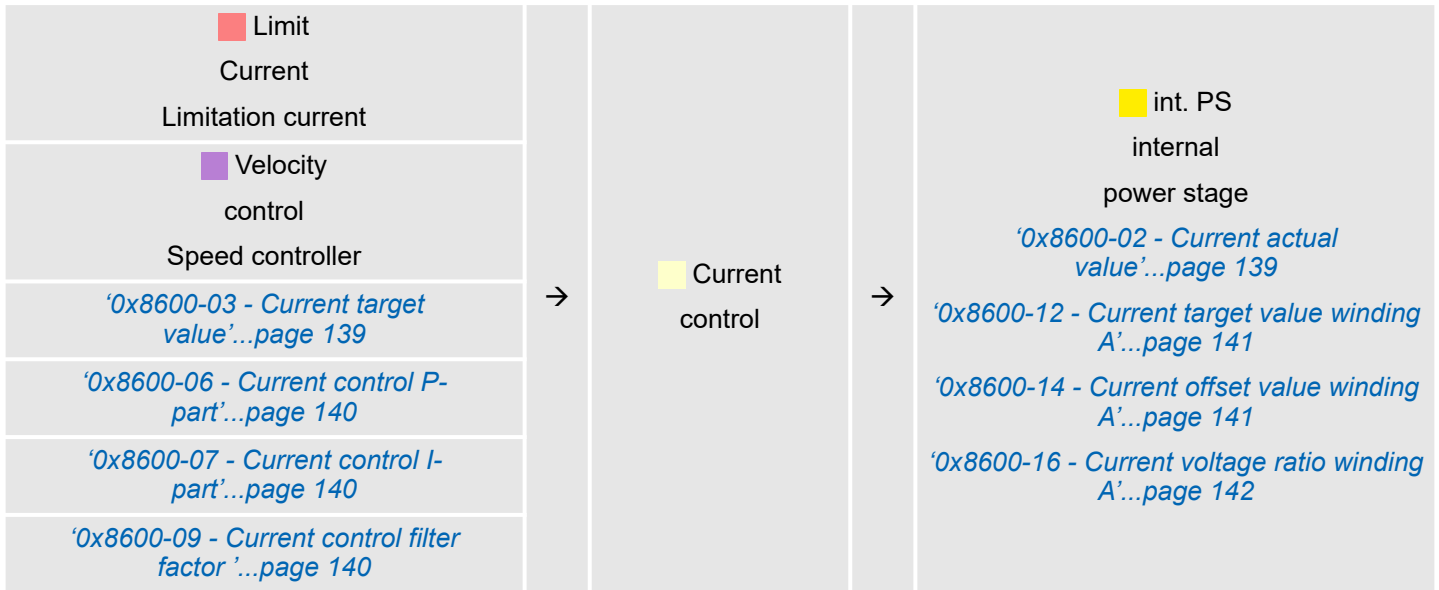 Limit
Current
Limitation current
Velocity
control
Speed controller
‘0x8600-03 - Current target
value’...page 139
‘0x8600-06 - Current control P-
part’...page 140
‘0x8600-07 - Current control I-
part’...page 140
‘0x8600-09 - Current control filter
factor ’...page 140
→
Current
control
→
int. PS
internal
power stage
‘0x8600-02 - Current actual
value’...page 139
‘0x8600-12 - Current target value winding
A’...page 141
‘0x8600-14 - Current offset value winding
A’...page 141
‘0x8600-16 - Current voltage ratio winding
A’...page 142